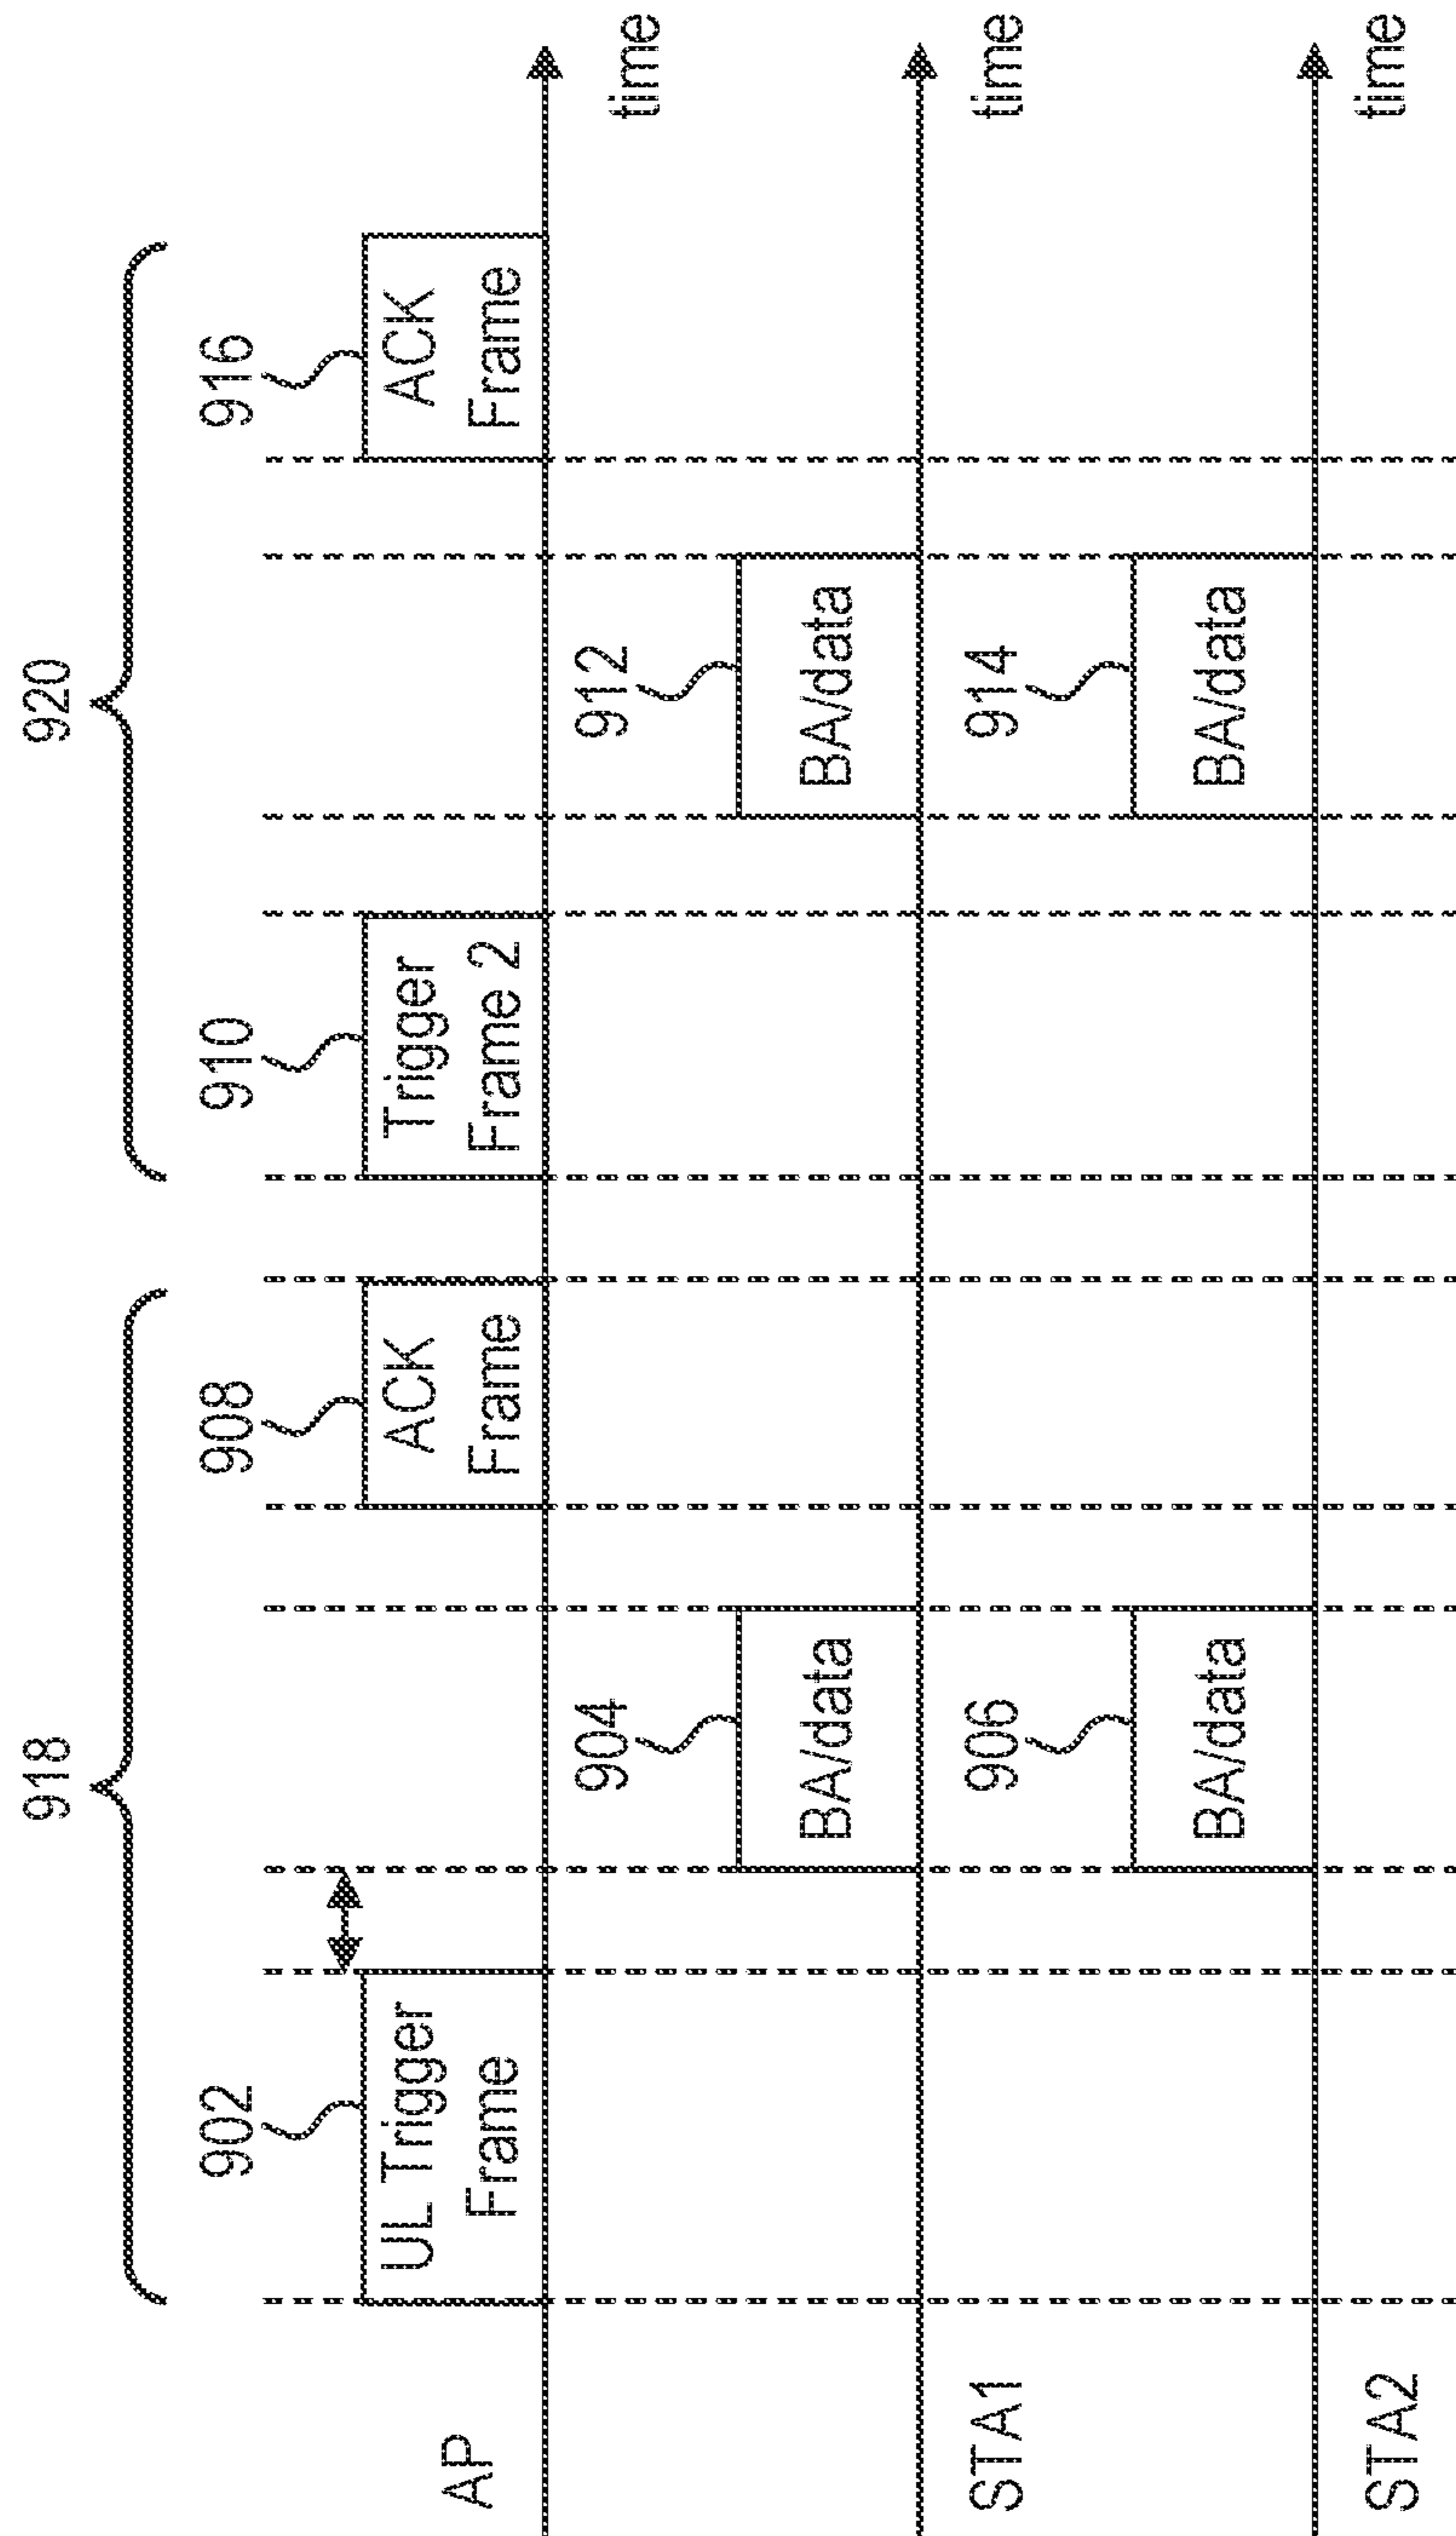 918
920
902
908
910
916
UL Trigger
Frame
ACK
Frame
Trigger
Frame 2
ACK
Frame
AP
time
904
912
BA/data
BA/data
STA1
time
906
914
BA/data
BA/data
STA2
time